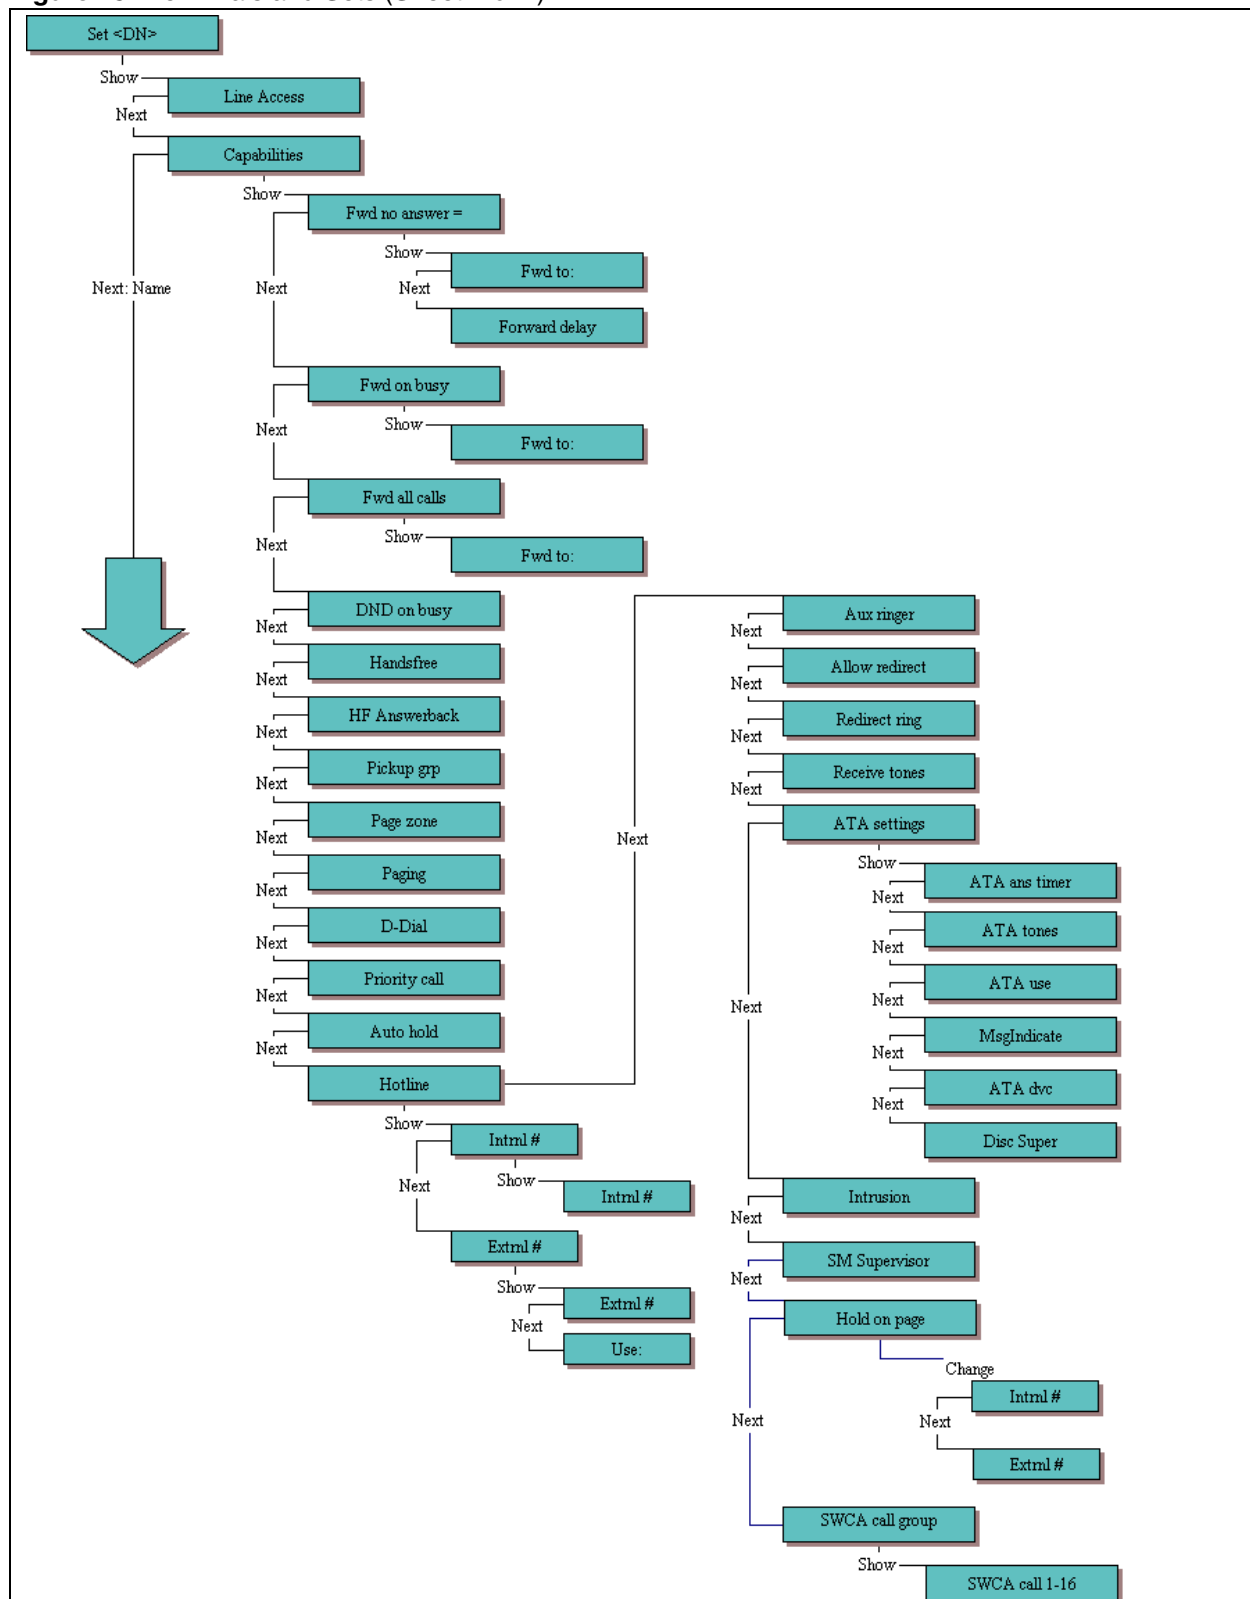 Set <DN>
Show
Line Access
Next
Capabilities
Show
Fwd no answer =
Show
Fwd to:
Next: Name
Next
Next
Forward delay
Fwd on busy
Show
Next
Fwd to:
Fwd all calls
Show
Next
Fwd to:
DND on busy
Next
Handsfree
Next
HF Answerback
Next
Pickup grp
Next
Page zone
Next
Paging
Next
D-Dial
Next
Priority call
Next
Auto hold
Next
Hotline
Show
Intrnl #
Show
Next
Intrnl #
Extrnl #
Show
Extrnl #
Next
Use:
Next
Aux ringer
Next
Allow redirect
Next
Redirect ring
Next
Receive tones
Next
ATA settings
Show
ATA ans timer
Next
ATA tones
Next
ATA use
Next
Next
MsgIndicate
Next
ATA dvc
Next
Disc Super
Intrusion
Next
SM Supervisor
Next
Hold on page
Change
Intrnl #
Next
Next
Extrnl #
SWCA call group
Show
SWCA call 1-16